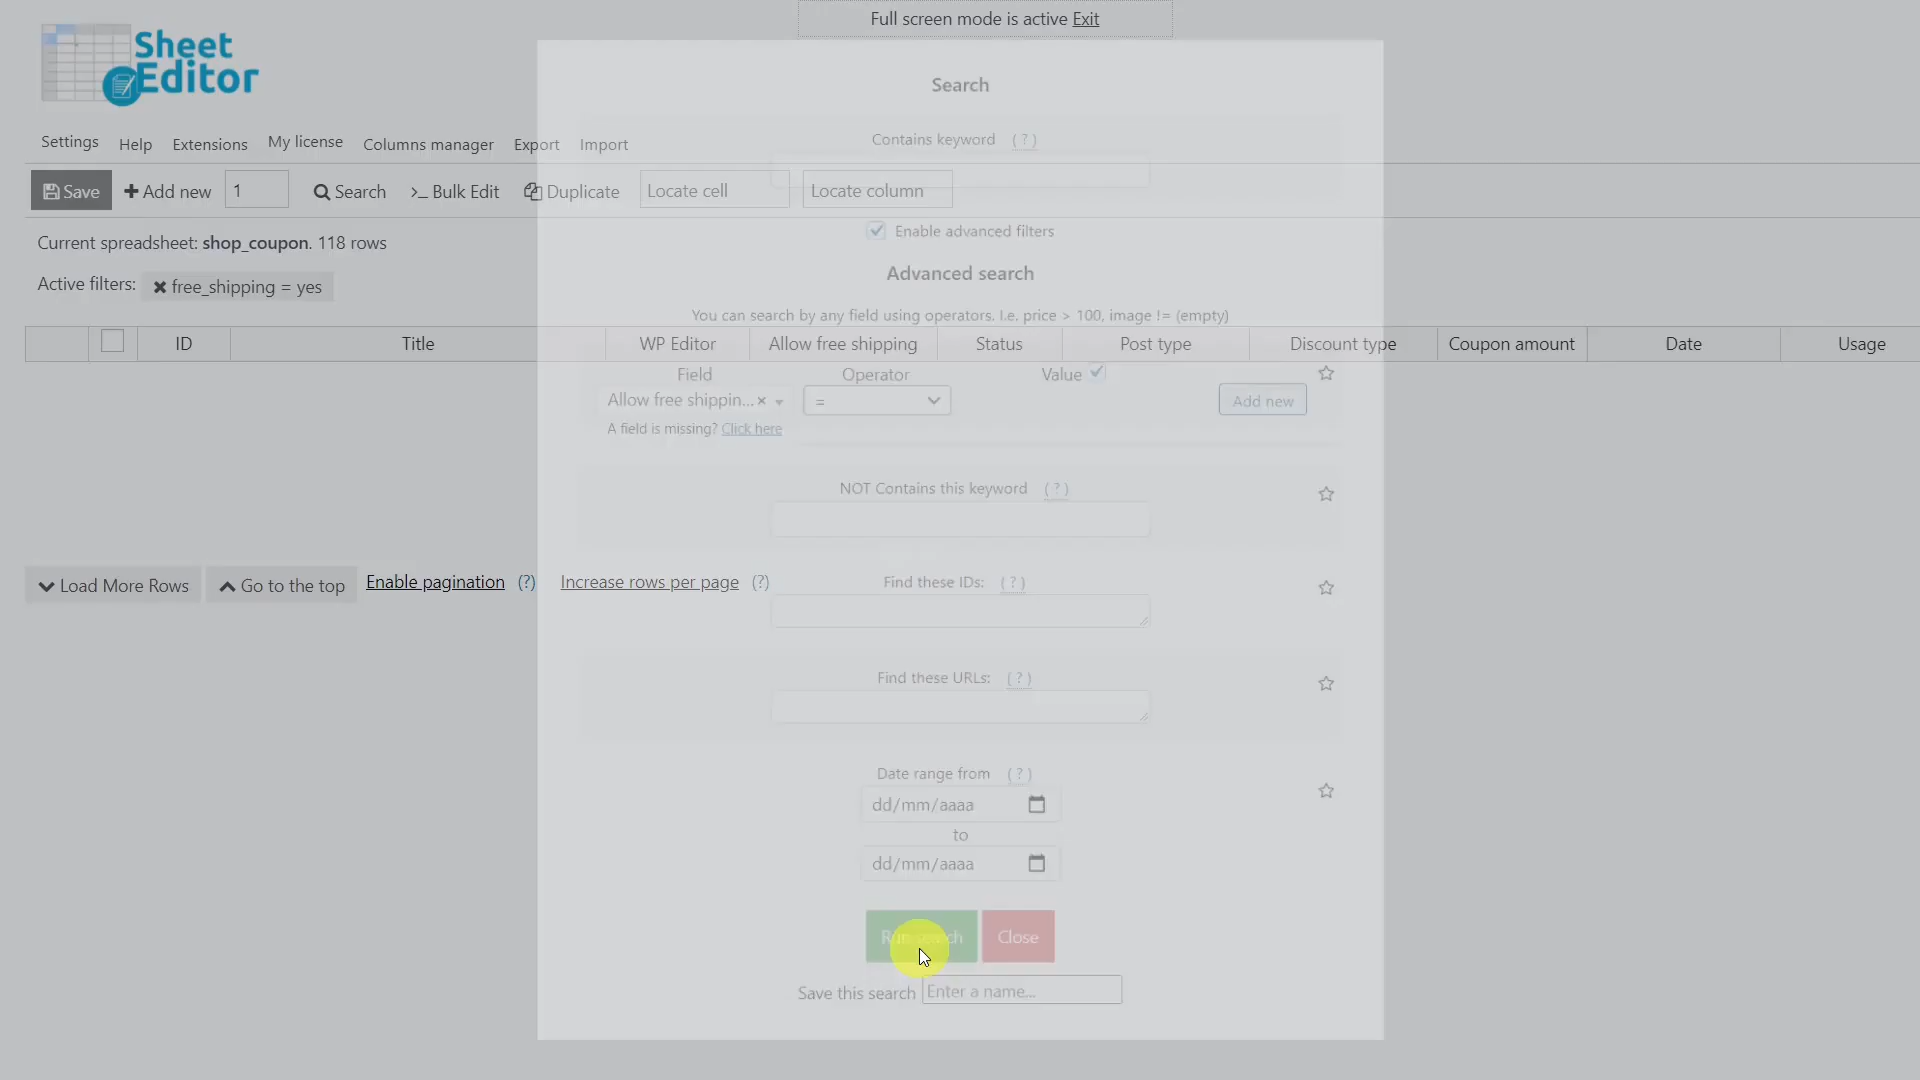 Full screen mode is active Exit
Sheet
Editor
Search
Contains keyword ( ? )
Settings Help Extensions My license Columns manager Export Import
Save Add new 1 Search >_ Bulk Edit Duplicate Locate cell Locate column
Enable advanced filters
Current spreadsheet: shop_coupon. 118 rows
Advanced search
Active filters: ✖ free_shipping = yes
You can search by any field using operators. I.e. price > 100, image != (empty)
ID Title WP Editor Allow free shipping Status Post type Discount type Coupon amount Date Usage
Field Operator Value
Allow free shippin... × = Add new
A field is missing? Click here
NOT Contains this keyword ( ? )
Load More Rows Go to the top Enable pagination (?) Increase rows per page (?)
Find these IDs: ( ? )
Find these URLs: ( ? )
Date range from ( ? )
dd/mm/aaaa
to
dd/mm/aaaa
Run search Close
Save this search Enter a name...